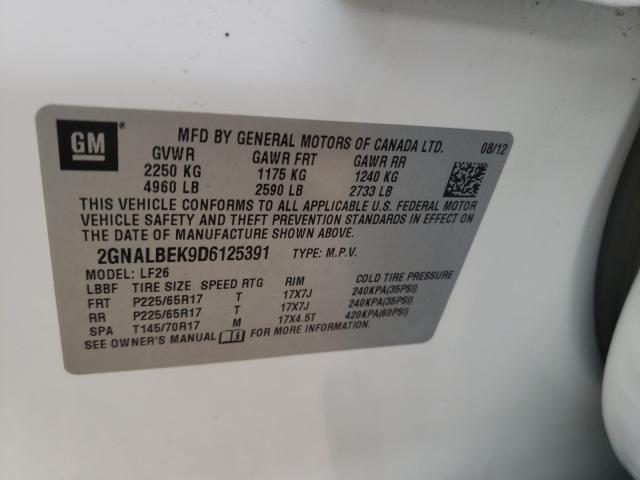 GM
MFD BY GENERAL MOTORS OF CANADA LTD. 08/12
GVWR GAWR FRT GAWR RR
2250 KG 1175 KG 1240 KG
4960 LB 2590 LB 2733 LB
THIS VEHICLE CONFORMS TO ALL APPLICABLE U.S. FEDERAL MOTOR
VEHICLE SAFETY AND THEFT PREVENTION STANDARDS IN EFFECT ON
THE DATE OF MANUFACTURE SHOWN ABOVE.
2GNALBEK9D6125391 TYPE: M.P.V.
MODEL: LF26
LBBF TIRE SIZE SPEED RTG RIM COLD TIRE PRESSURE
FRT P225/65R17 T 17X7J 240KPA(35PSI)
RR P225/65R17 T 17X7J 240KPA(35PSI)
SPA T145/70R17 M 17X4.5T 420KPA(60PSI)
SEE OWNER'S MANUAL FOR MORE INFORMATION.